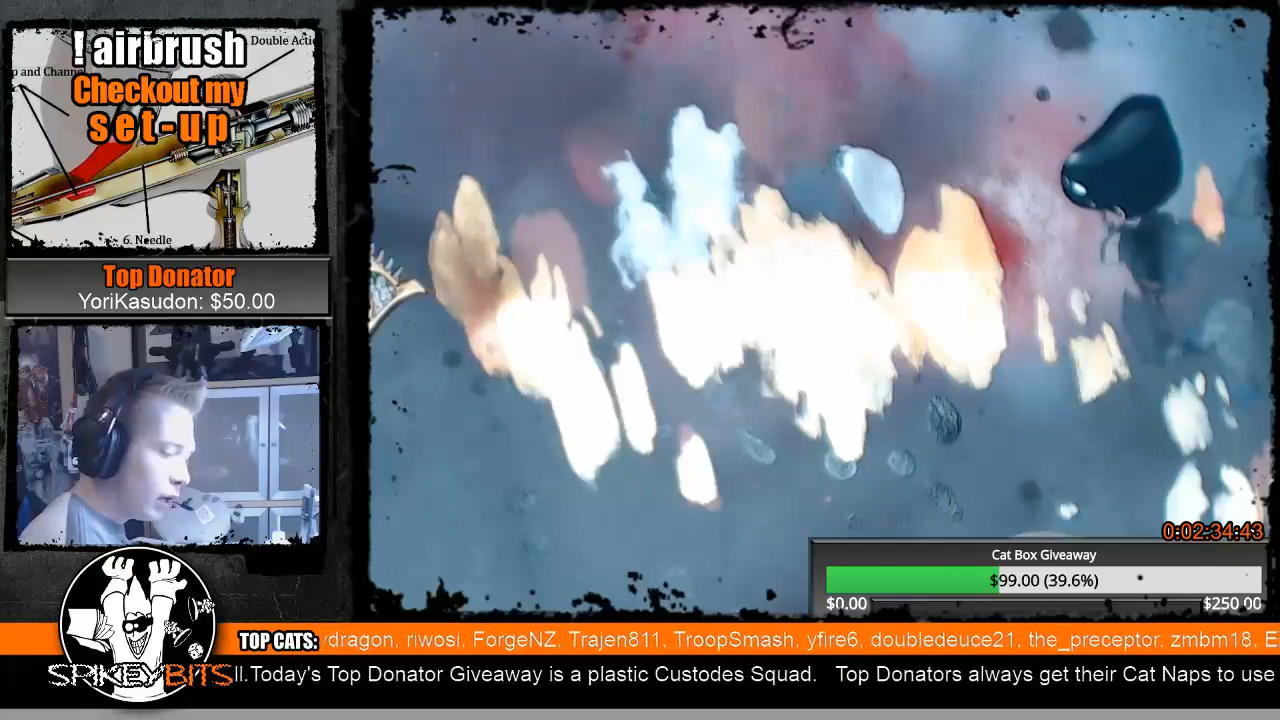 ! airbrush
Double Acti
p and Channe
Checkout my
set-up
6. Needle
Top Donator
YoriKasudon: $50.00
0:02:34:43
Cat Box Giveaway
$99.00 (39.6%)
$0.00
$250.00
TOP CATS:
dragon, riwosi, ForgeNZ, Trajen811, TroopSmash, yfire6, doubledeuce21, the_preceptor, zmbm18, E
SPIKEYBITS
ll.Today's Top Donator Giveaway is a plastic Custodes Squad. Top Donators always get their Cat Naps to use